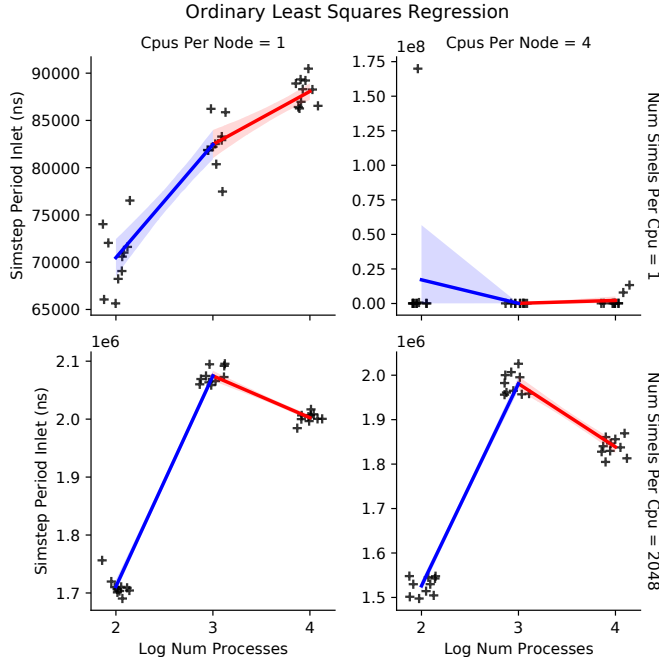 Ordinary Least Squares Regression
Cpus Per Node = 1
Cpus Per Node = 4
1e8
90000
85000
80000
75000
70000
65000
Simstep Period Inlet (ns)
1.75
1.50
1.25
1.00
0.75
0.50
0.25
0.00
Num Simels Per Cpu = 1
1e6
2.1
2.0
1.9
1.8
1.7
Simstep Period Inlet (ns)
2
3
4
Log Num Processes
1e6
2.0
1.9
1.8
1.7
1.6
1.5
2
3
4
Log Num Processes
Num Simels Per Cpu = 2048